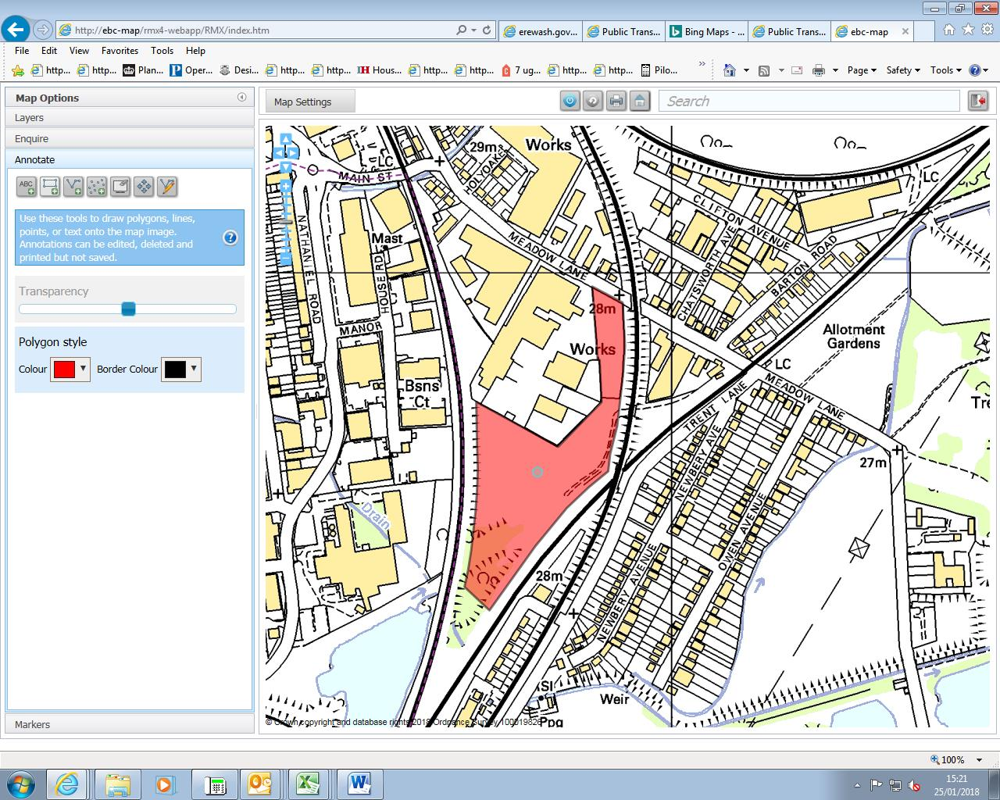 http://ebc-map/rmx4-webapp/RMX/index.htm
erewash.gov...
Public Trans...
Bing Maps - ...
Public Trans...
ebc-map
File Edit View Favorites Tools Help
http... http... Plan... Oper... Desi... http... http... Hous... http... http... 7 ug... http... http... Pilo...
Page Safety Tools
Map Options
Layers
Enquire
Annotate
ABC
Use these tools to draw polygons, lines,
points, or text onto the map image.
Annotations can be edited, deleted and
printed but not saved.
Transparency
Polygon style
Colour
Border Colour
Markers
Map Settings
Search
Works
29m
LC
HOLYOAKE
MAIN ST
LC
CLIFTON AVENUE
NATHANIEL ROAD
Mast
HOUSE RD
MEADOW LANE
CHATSWORTH AVE
BARTON ROAD
28m
MANOR
Works
Allotment
Gardens
LC
Bsns
Ct
MEADOW LANE
TRENT LANE
Tre
NEWBERY AVE
27m
Drain
OWEN AVENUE
NEWBERY AVENUE
28m
Weir
Sl
Ppg
© Crown copyright and database rights 2018 Ordnance Survey 100019826
100%
15:21
25/01/2018